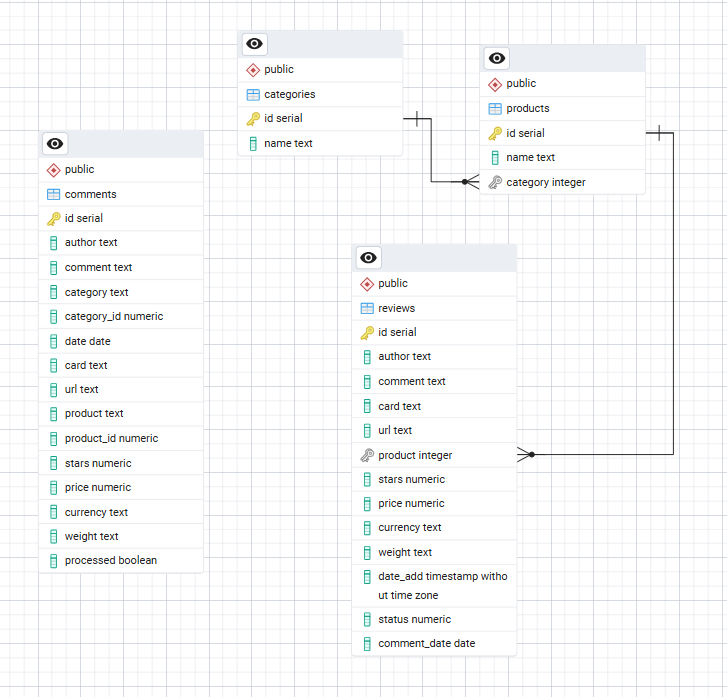 public
categories
id serial
name text
public
products
id serial
name text
category integer
public
comments
id serial
author text
comment text
category text
category_id numeric
date date
card text
url text
product text
product_id numeric
stars numeric
price numeric
currency text
weight text
processed boolean
public
reviews
id serial
author text
comment text
card text
url text
product integer
stars numeric
price numeric
currency text
weight text
date_add timestamp witho
ut time zone
status numeric
comment_date date